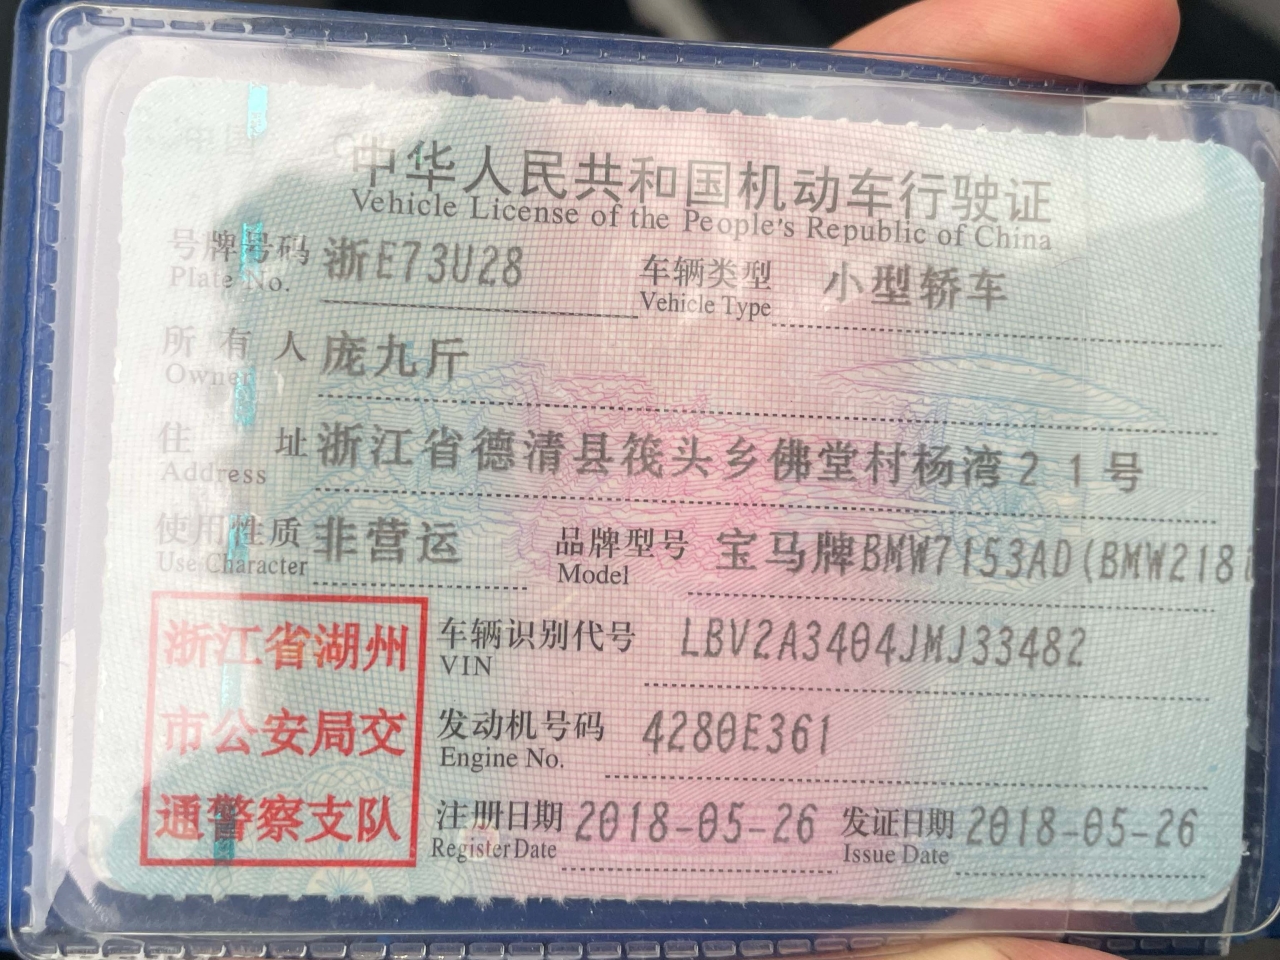 中华人民共和国机动车行驶证
Vehicle License of the People's Republic of China
号牌号码 浙E73U28 车辆类型 小型轿车
Plate No. Vehicle Type
所有人 庞九斤
Owner
住址 浙江省德清县筏头乡佛堂村杨湾21号
Address
使用性质 非营运 品牌型号 宝马牌BMW7153AD(BMW218i
Use Character Model
浙江省湖州
市公安局交
通警察支队
车辆识别代号 LBV2A3404JMJ33482
VIN
发动机号码 4280E361
Engine No.
注册日期 2018-05-26 发证日期 2018-05-26
Register Date Issue Date